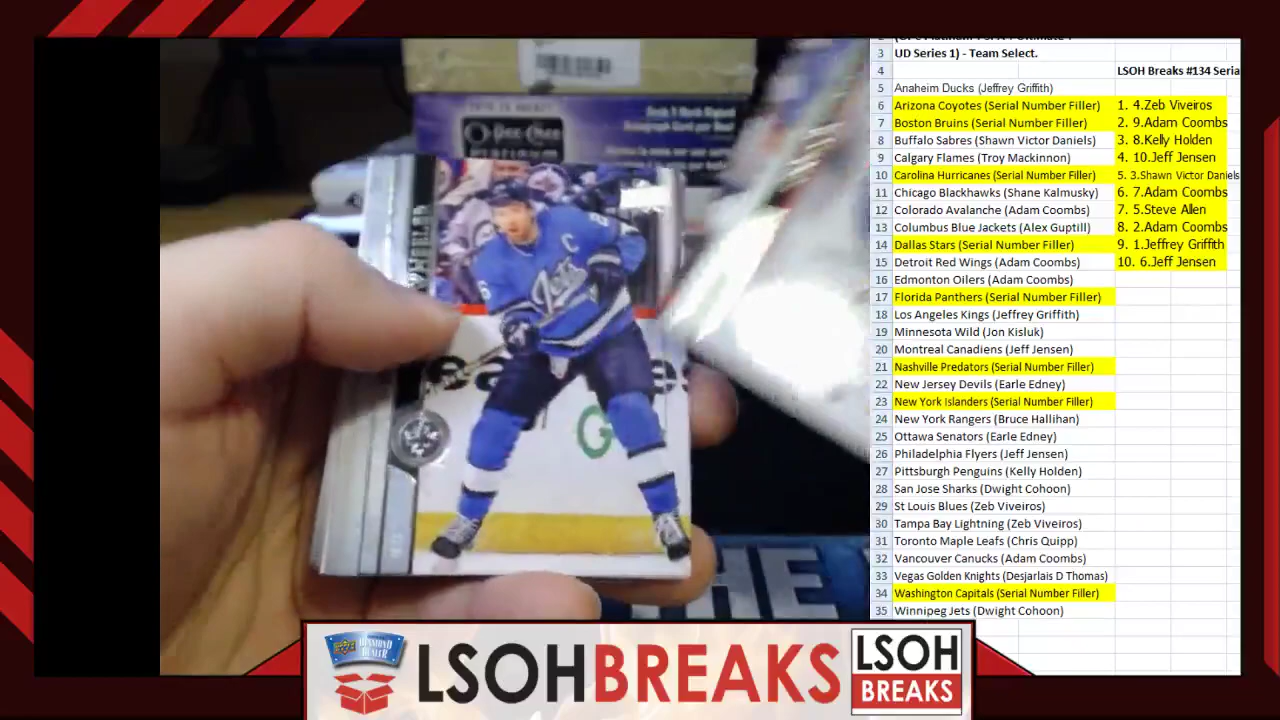 UD Series 1) - Team Select.
3
4
LSOH Breaks #134 Seria
5 Anaheim Ducks (Jeffrey Griffith)
6 Arizona Coyotes (Serial Number Filler) 1. 4.Zeb Viveiros
7 Boston Bruins (Serial Number Filler) 2. 9.Adam Coombs
8 Buffalo Sabres (Shawn Victor Daniels) 3. 8.Kelly Holden
9 Calgary Flames (Troy Mackinnon) 4. 10.Jeff Jensen
10 Carolina Hurricanes (Serial Number Filler) 5. 3.Shawn Victor Daniels
11 Chicago Blackhawks (Shane Kalmusky) 6. 7.Adam Coombs
12 Colorado Avalanche (Adam Coombs) 7. 5.Steve Allen
13 Columbus Blue Jackets (Alex Guptill) 8. 2.Adam Coombs
14 Dallas Stars (Serial Number Filler) 9. 1.Jeffrey Griffith
15 Detroit Red Wings (Adam Coombs) 10. 6.Jeff Jensen
16 Edmonton Oilers (Adam Coombs)
17 Florida Panthers (Serial Number Filler)
18 Los Angeles Kings (Jeffrey Griffith)
19 Minnesota Wild (Jon Kisluk)
20 Montreal Canadiens (Jeff Jensen)
21 Nashville Predators (Serial Number Filler)
22 New Jersey Devils (Earle Edney)
23 New York Islanders (Serial Number Filler)
24 New York Rangers (Bruce Hallihan)
25 Ottawa Senators (Earle Edney)
26 Philadelphia Flyers (Jeff Jensen)
27 Pittsburgh Penguins (Kelly Holden)
28 San Jose Sharks (Dwight Cohoon)
29 St Louis Blues (Zeb Viveiros)
30 Tampa Bay Lightning (Zeb Viveiros)
31 Toronto Maple Leafs (Chris Quipp)
32 Vancouver Canucks (Adam Coombs)
33 Vegas Golden Knights (Desjarlais D Thomas)
34 Washington Capitals (Serial Number Filler)
35 Winnipeg Jets (Dwight Cohoon)
O-Pee-Chee
Jets
C
G
THE
LSOHBREAKS
LSOH
BREAKS